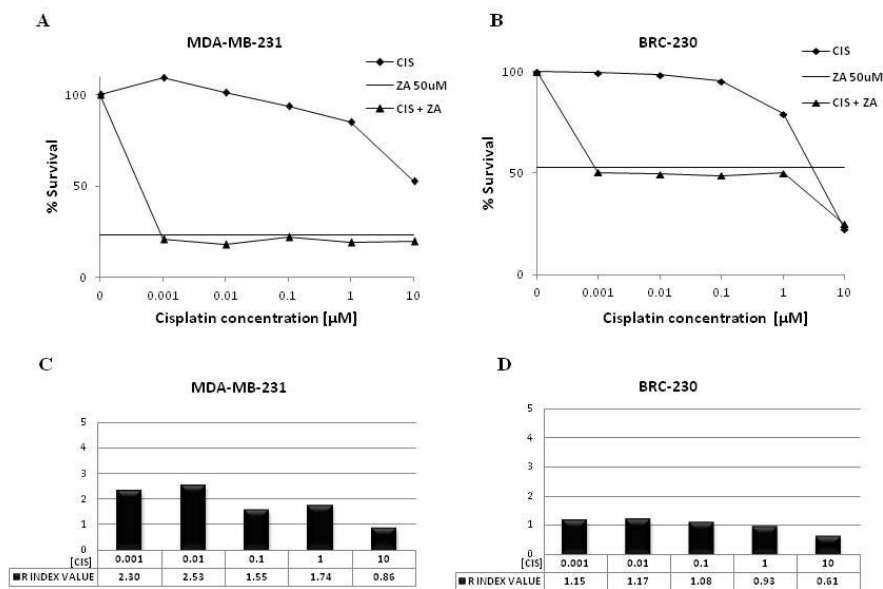 A
MDA-MB-231
CIS
ZA 50uM
CIS + ZA
100
50
0
% Survival
0 0.001 0.01 0.1 1 10
Cisplatin concentration [µM]
B
BRC-230
CIS
ZA 50uM
CIS + ZA
100
50
0
% Survival
0 0.001 0.01 0.1 1 10
Cisplatin concentration [µM]
C
MDA-MB-231
5
4
3
2
1
0
[CIS] 0.001 0.01 0.1 1 10
R INDEX VALUE 2.30 2.53 1.55 1.74 0.86
D
BRC-230
5
4
3
2
1
0
[CIS] 0.001 0.01 0.1 1 10
R INDEX VALUE 1.15 1.17 1.08 0.93 0.61